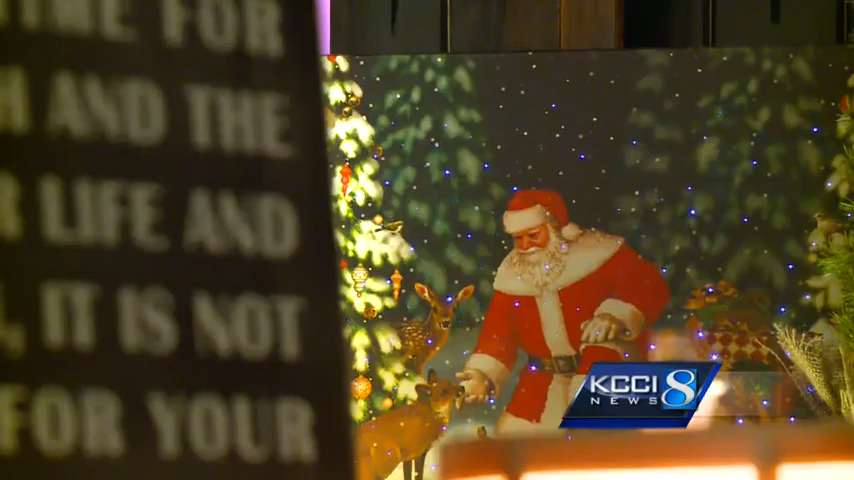 TIME FOR
AND THE
LIFE AND
, IT IS NOT
FOR YOUR
KCCI 8
NEWS